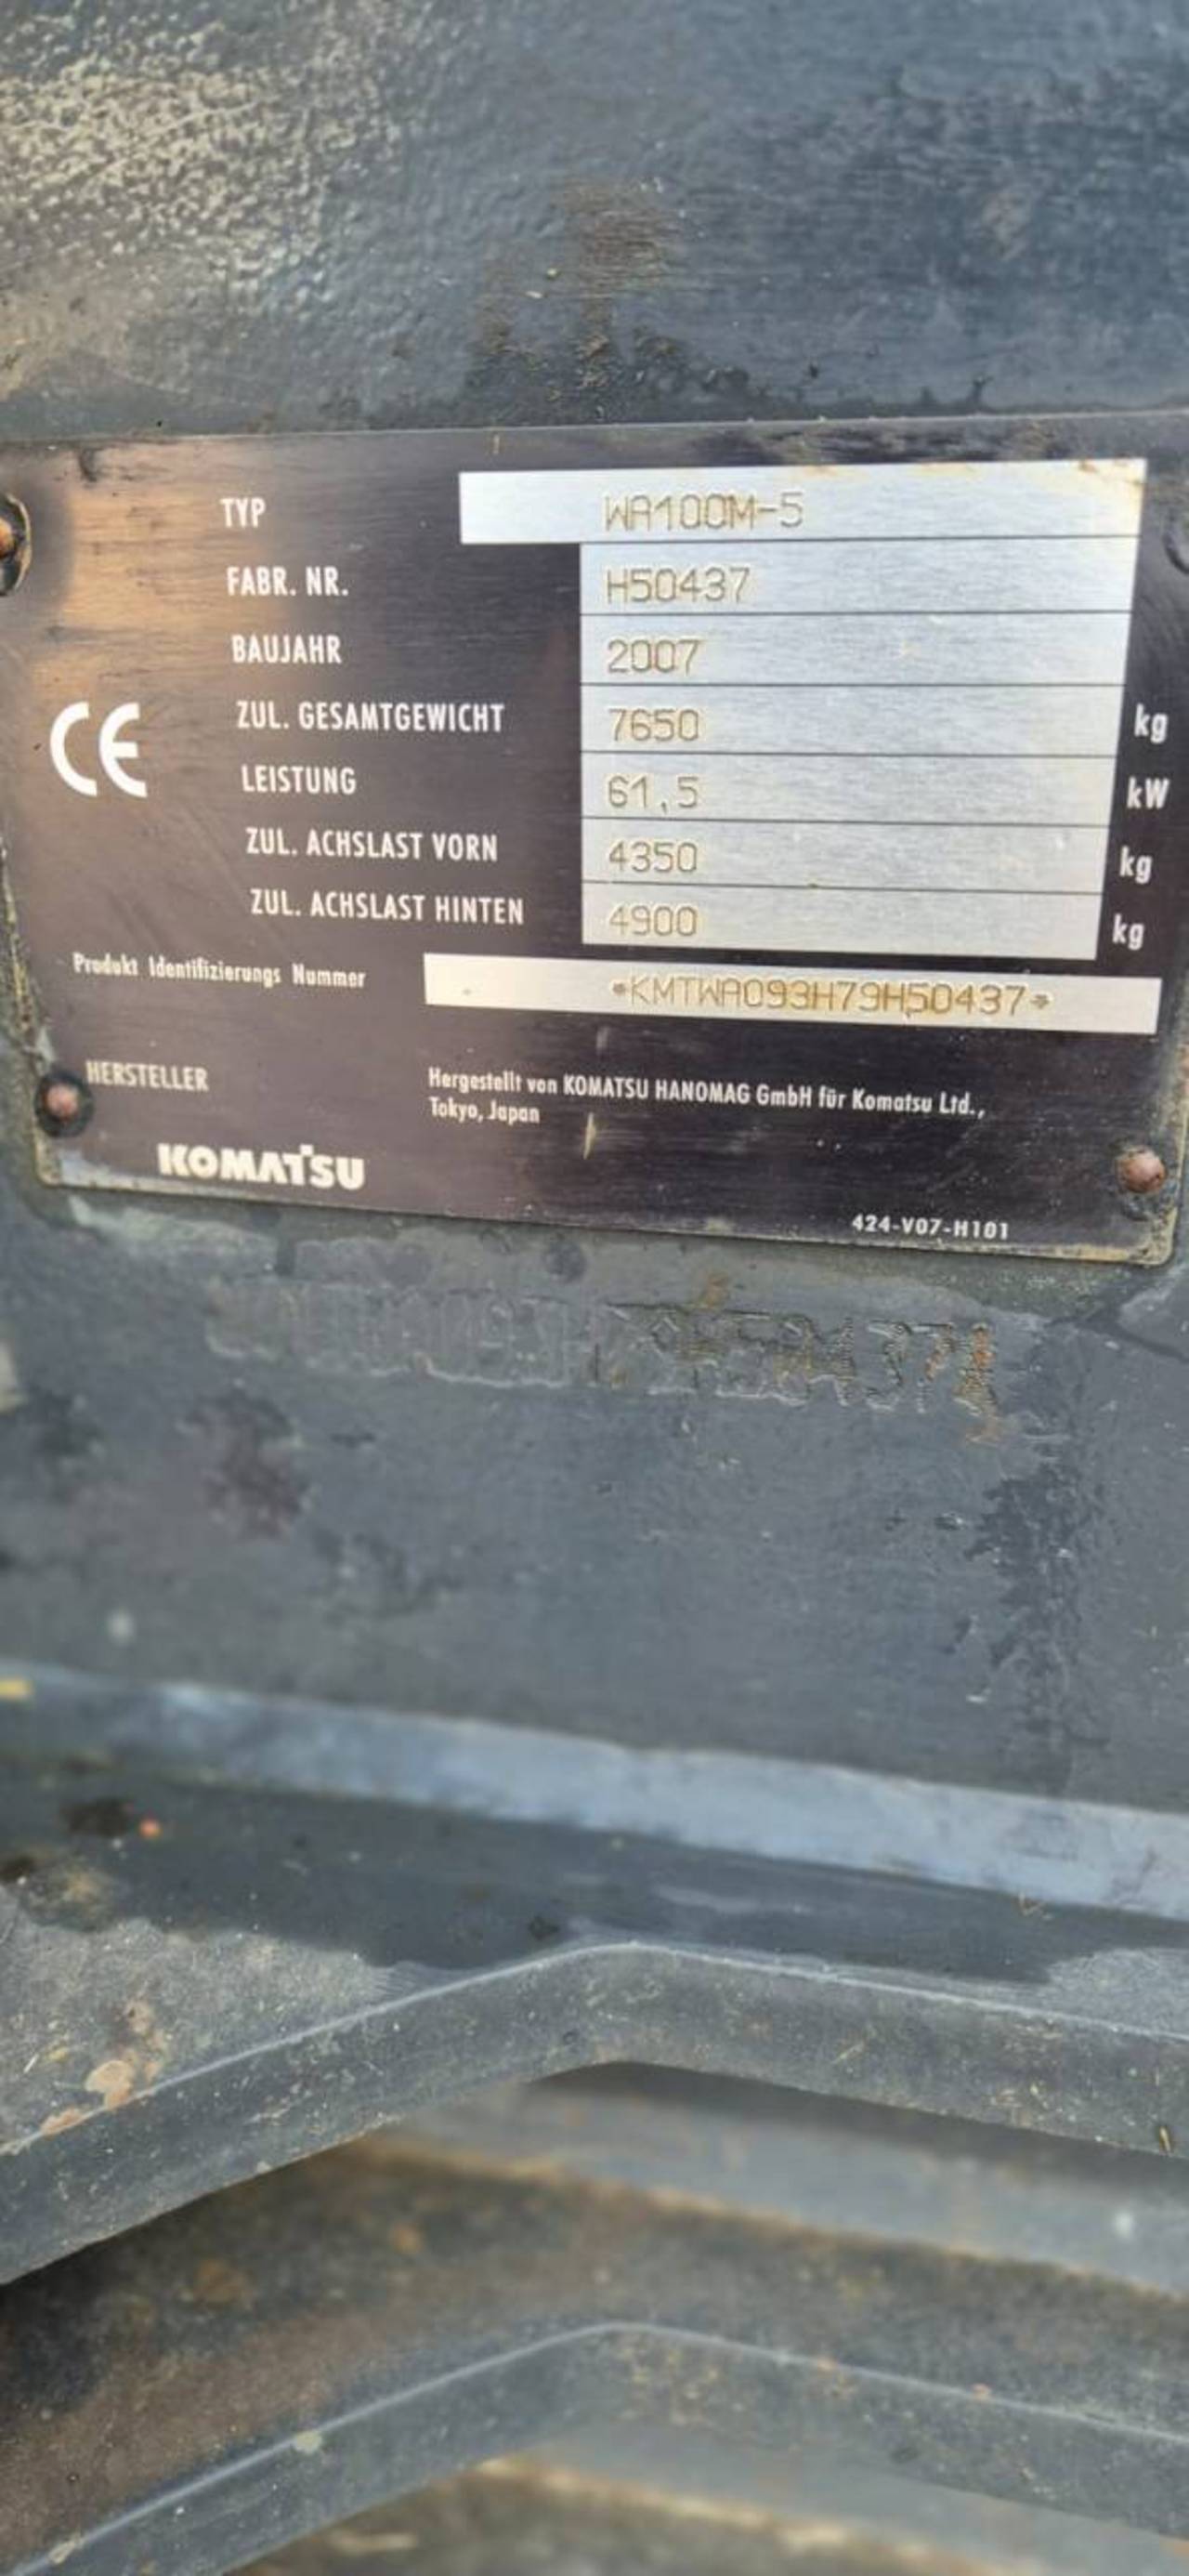 TYP WA100M-5
FABR. NR. H50437
BAUJAHR 2007
ZUL. GESAMTGEWICHT 7650 kg
CE
LEISTUNG 61,5 kW
ZUL. ACHSLAST VORN 4350 kg
ZUL. ACHSLAST HINTEN 4900 kg
Produkt Identifizierungs Nummer *KMTWA093H79H50437*
HERSTELLER Hergestellt von KOMATSU HANOMAG GmbH für Komatsu Ltd.,
Tokyo, Japan
KOMATSU
424-V07-H101